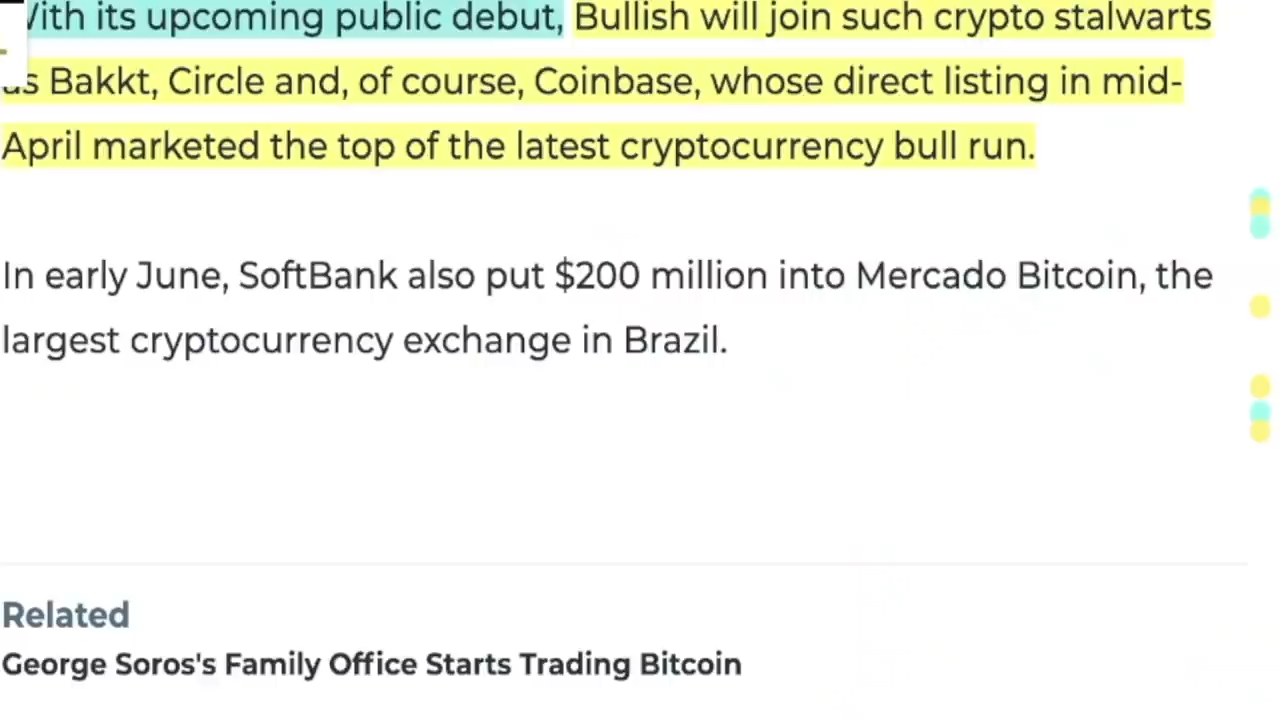 With its upcoming public debut, Bullish will join such crypto stalwarts
as Bakkt, Circle and, of course, Coinbase, whose direct listing in mid-
April marketed the top of the latest cryptocurrency bull run.
In early June, SoftBank also put $200 million into Mercado Bitcoin, the
largest cryptocurrency exchange in Brazil.
Related
George Soros's Family Office Starts Trading Bitcoin